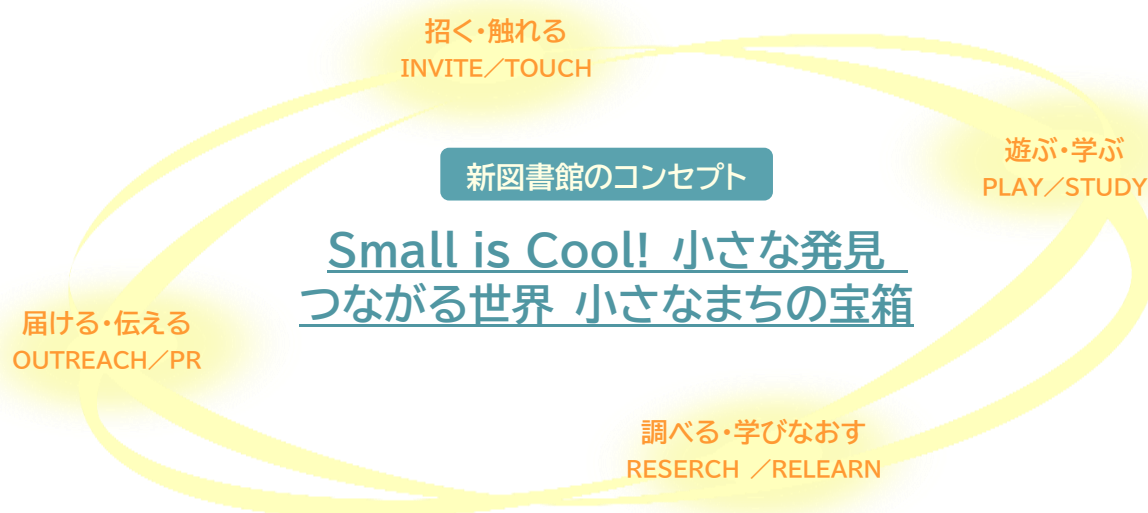 招く・触れる
INVITE／TOUCH
遊ぶ・学ぶ
PLAY／STUDY
新図書館のコンセプト
Small is Cool! 小さな発見
つながる世界 小さなまちの宝箱
届ける・伝える
OUTREACH／PR
調べる・学びなおす
RESERCH ／RELEARN